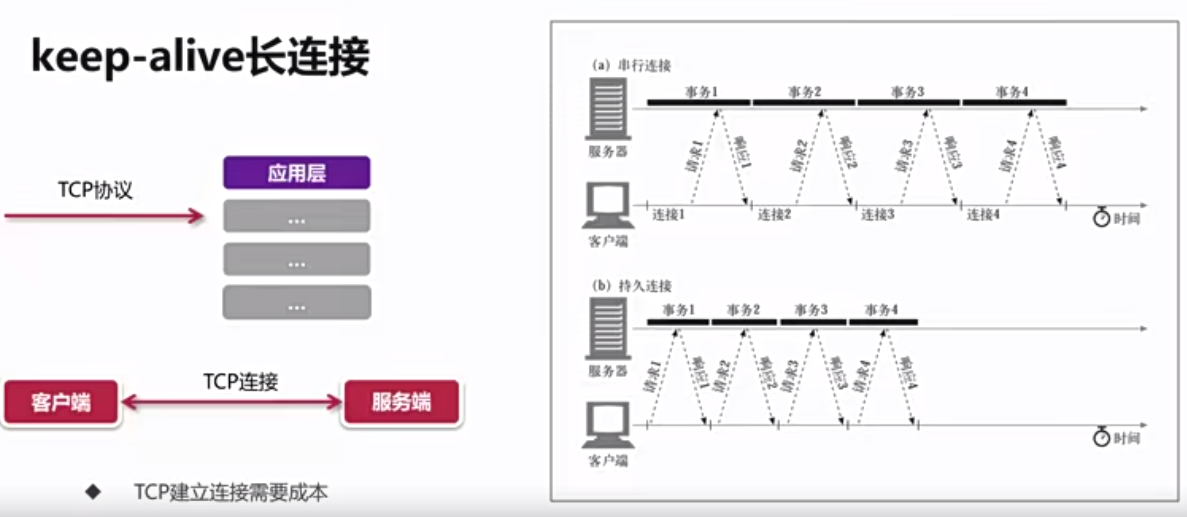 keep-alive长连接
TCP协议
应用层
...
...
...
客户端
TCP连接
服务端
◆ TCP建立连接需要成本
(a) 串行连接
事务1 事务2 事务3 事务4
服务器
请求1 响应1 请求2 响应2 请求3 响应3 请求4 响应4
连接1 连接2 连接3 连接4
时间
客户端
(b) 持久连接
事务1 事务2 事务3 事务4
服务器
请求1 响应1 请求2 响应2 请求3 响应3 请求4 响应4
时间
客户端